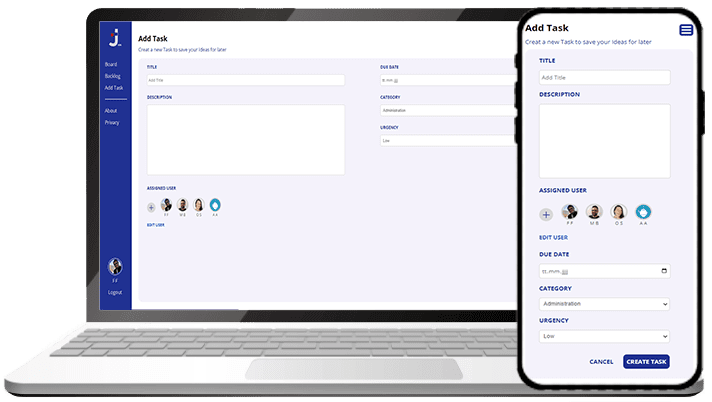 j
Board
Backlog
Add Task
About
Privacy
F F
Logout
Add Task
Creat a new Task to save your ideas for later
TITLE
Add Title
DESCRIPTION
ASSIGNED USER
F F
M B
O S
A A
EDIT USER
DUE DATE
tt.mm.jjjj
CATEGORY
Administration
URGENCY
Low
Add Task
Creat a new Task to save your ideas for later
TITLE
Add Title
DESCRIPTION
ASSIGNED USER
F F
M B
O S
A A
EDIT USER
DUE DATE
tt.mm.jjjj
CATEGORY
Administration
URGENCY
Low
CANCEL
CREATE TASK